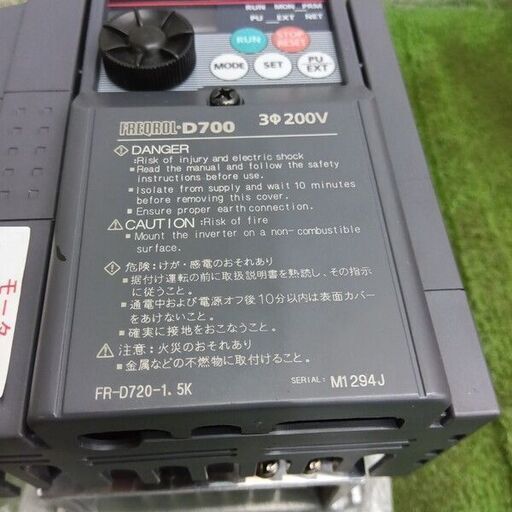 RUN MON PRM
PU EXT NET
RUN
STOP
RESET
MODE
SET
PU
EXT
FREQROL-D700 3Φ200V
DANGER
:Risk of injury and electric shock
Read the manual and follow the safety
instructions before use.
Isolate from supply and wait 10 minutes
before removing this cover.
Ensure proper earth connection.
CAUTION :Risk of fire
Mount the inverter on a non-combustible
surface.
危険：けが・感電のおそれあり
据付け運転の前に取扱説明書を熟読し、その指示
に従うこと。
通電中および電源オフ後10分以内は表面カバー
をあけないこと。
確実に接地をおこなうこと。
注意：火災のおそれあり
金属などの不燃物に取付けること。
FR-D720-1.5K SERIAL: M1294J
モータ